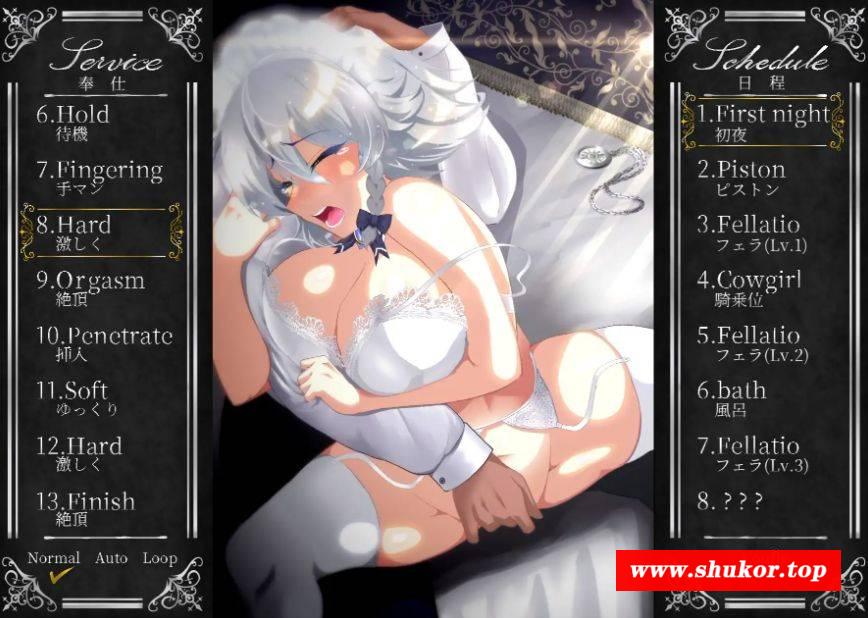 Service
奉仕
6.Hold
待機
7.Fingering
手マン
8.Hard
激しく
9.Orgasm
絶頂
10.Penetrate
挿入
11.Soft
ゆっくり
12.Hard
激しく
13.Finish
絶頂
Normal Auto Loop
Schedule
日程
1.First night
初夜
2.Piston
ピストン
3.Fellatio
フェラ(Lv.1)
4.Cowgirl
騎乗位
5.Fellatio
フェラ(Lv.2)
6.bath
風呂
7.Fellatio
フェラ(Lv.3)
8.???
www.shukor.top